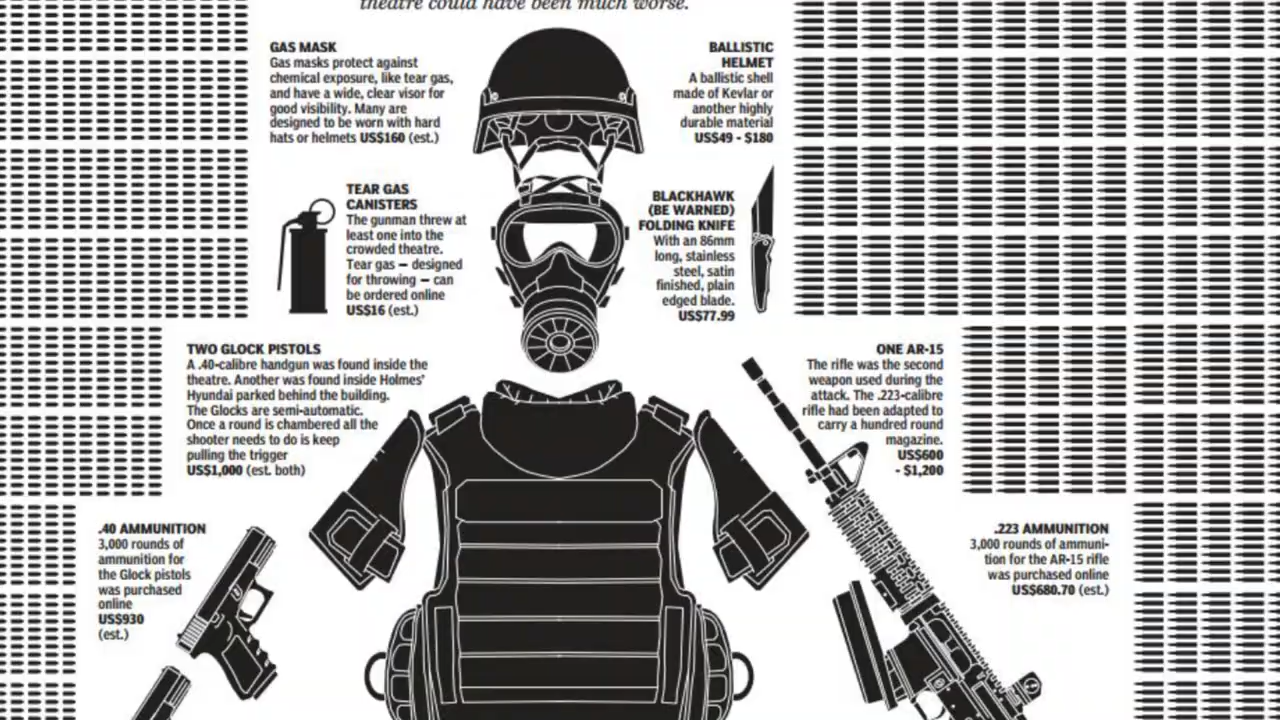 theatre could have been much worse.
GAS MASK
Gas masks protect against
chemical exposure, like tear gas,
and have a wide, clear visor for
good visibility. Many are
designed to be worn with hard
hats or helmets US$160 (est.)
BALLISTIC
HELMET
A ballistic shell
made of Kevlar or
another highly
durable material
US$49 - $180
TEAR GAS
CANISTERS
The gunman threw at
least one into the
crowded theatre.
Tear gas — designed
for throwing — can
be ordered online
US$16 (est.)
BLACKHAWK
(BE WARNED)
FOLDING KNIFE
With an 86mm
long, stainless
steel, satin
finished, plain
edged blade.
US$77.99
TWO GLOCK PISTOLS
A .40-calibre handgun was found inside the
theatre. Another was found inside Holmes'
Hyundai parked behind the building.
The Glocks are semi-automatic.
Once a round is chambered all the
shooter needs to do is keep
pulling the trigger
US$1,000 (est. both)
ONE AR-15
The rifle was the second
weapon used during the
attack. The .223-calibre
rifle had been adapted to
carry a hundred round
magazine.
US$600
- $1,200
.40 AMMUNITION
3,000 rounds of
ammunition for
the Glock pistols
was purchased
online
US$930
(est.)
.223 AMMUNITION
3,000 rounds of ammuni-
tion for the AR-15 rifle
was purchased online
US$680.70 (est.)